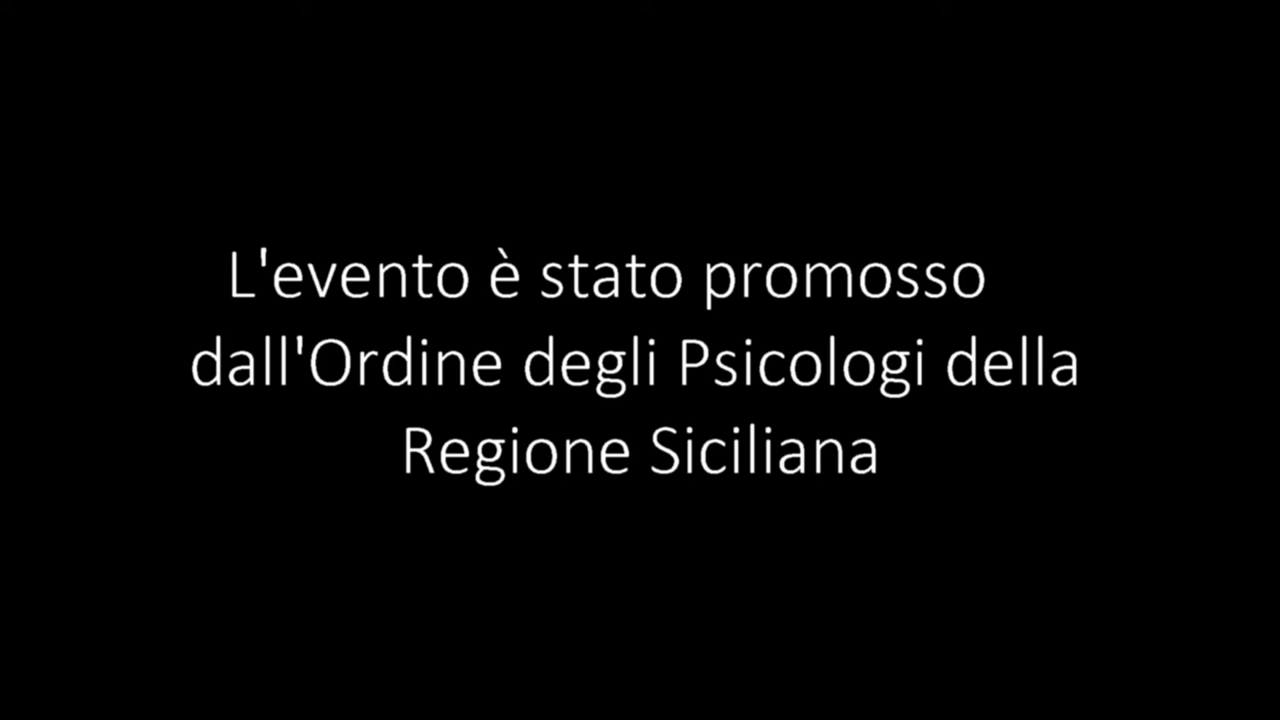 L'evento è stato promosso
dall'Ordine degli Psicologi della
Regione Siciliana